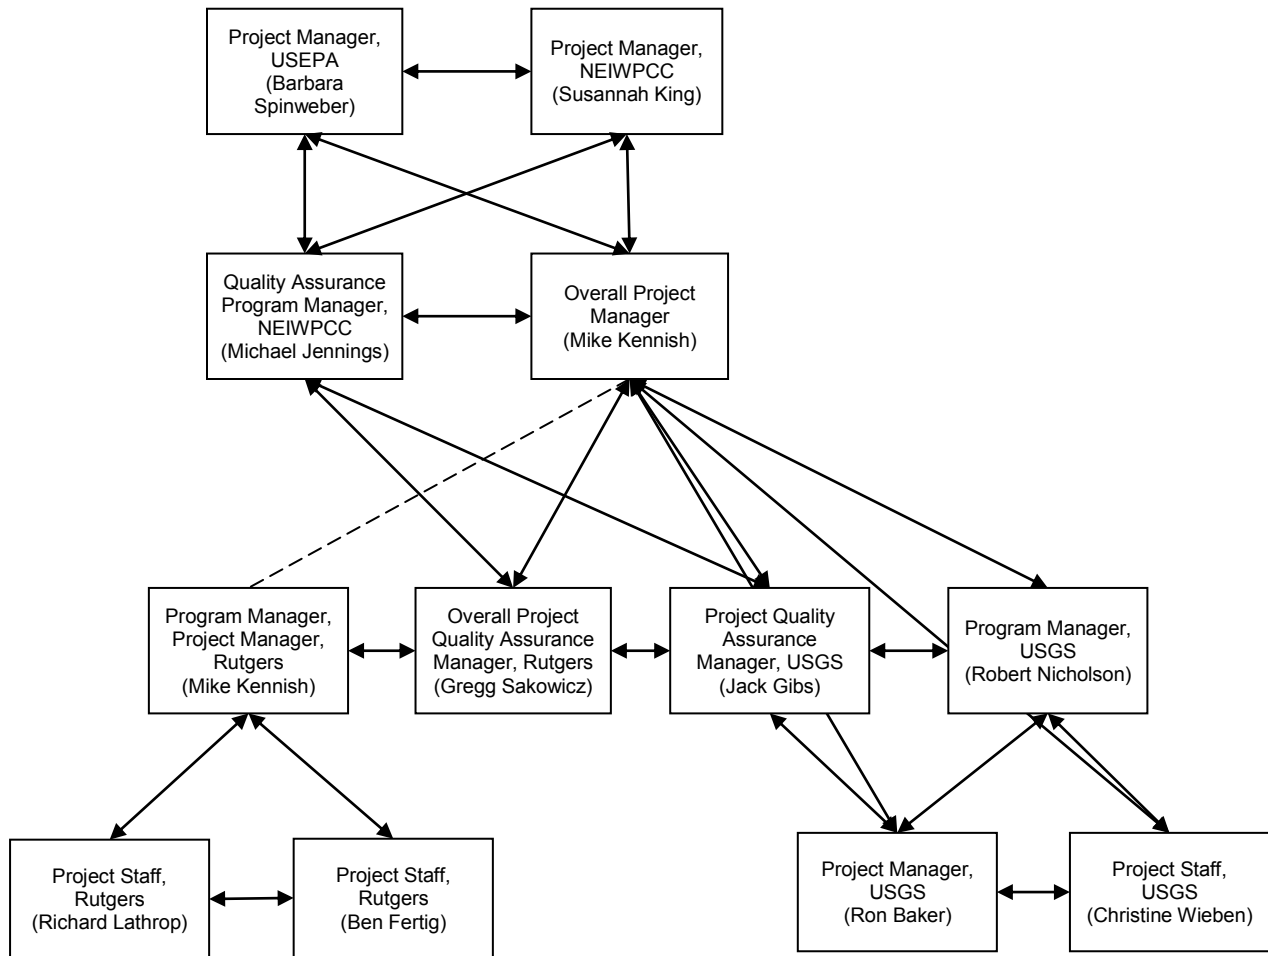 Project Manager,
USEPA
(Barbara
Spinweber)
Project Manager,
NEIWPCC
(Susannah King)
Quality Assurance
Program Manager,
NEIWPCC
(Michael Jennings)
Overall Project
Manager
(Mike Kennish)
Program Manager,
Project Manager,
Rutgers
(Mike Kennish)
Overall Project
Quality Assurance
Manager, Rutgers
(Gregg Sakowicz)
Project Quality
Assurance
Manager, USGS
(Jack Gibs)
Program Manager,
USGS
(Robert Nicholson)
Project Staff,
Rutgers
(Richard Lathrop)
Project Staff,
Rutgers
(Ben Fertig)
Project Manager,
USGS
(Ron Baker)
Project Staff,
USGS
(Christine Wieben)